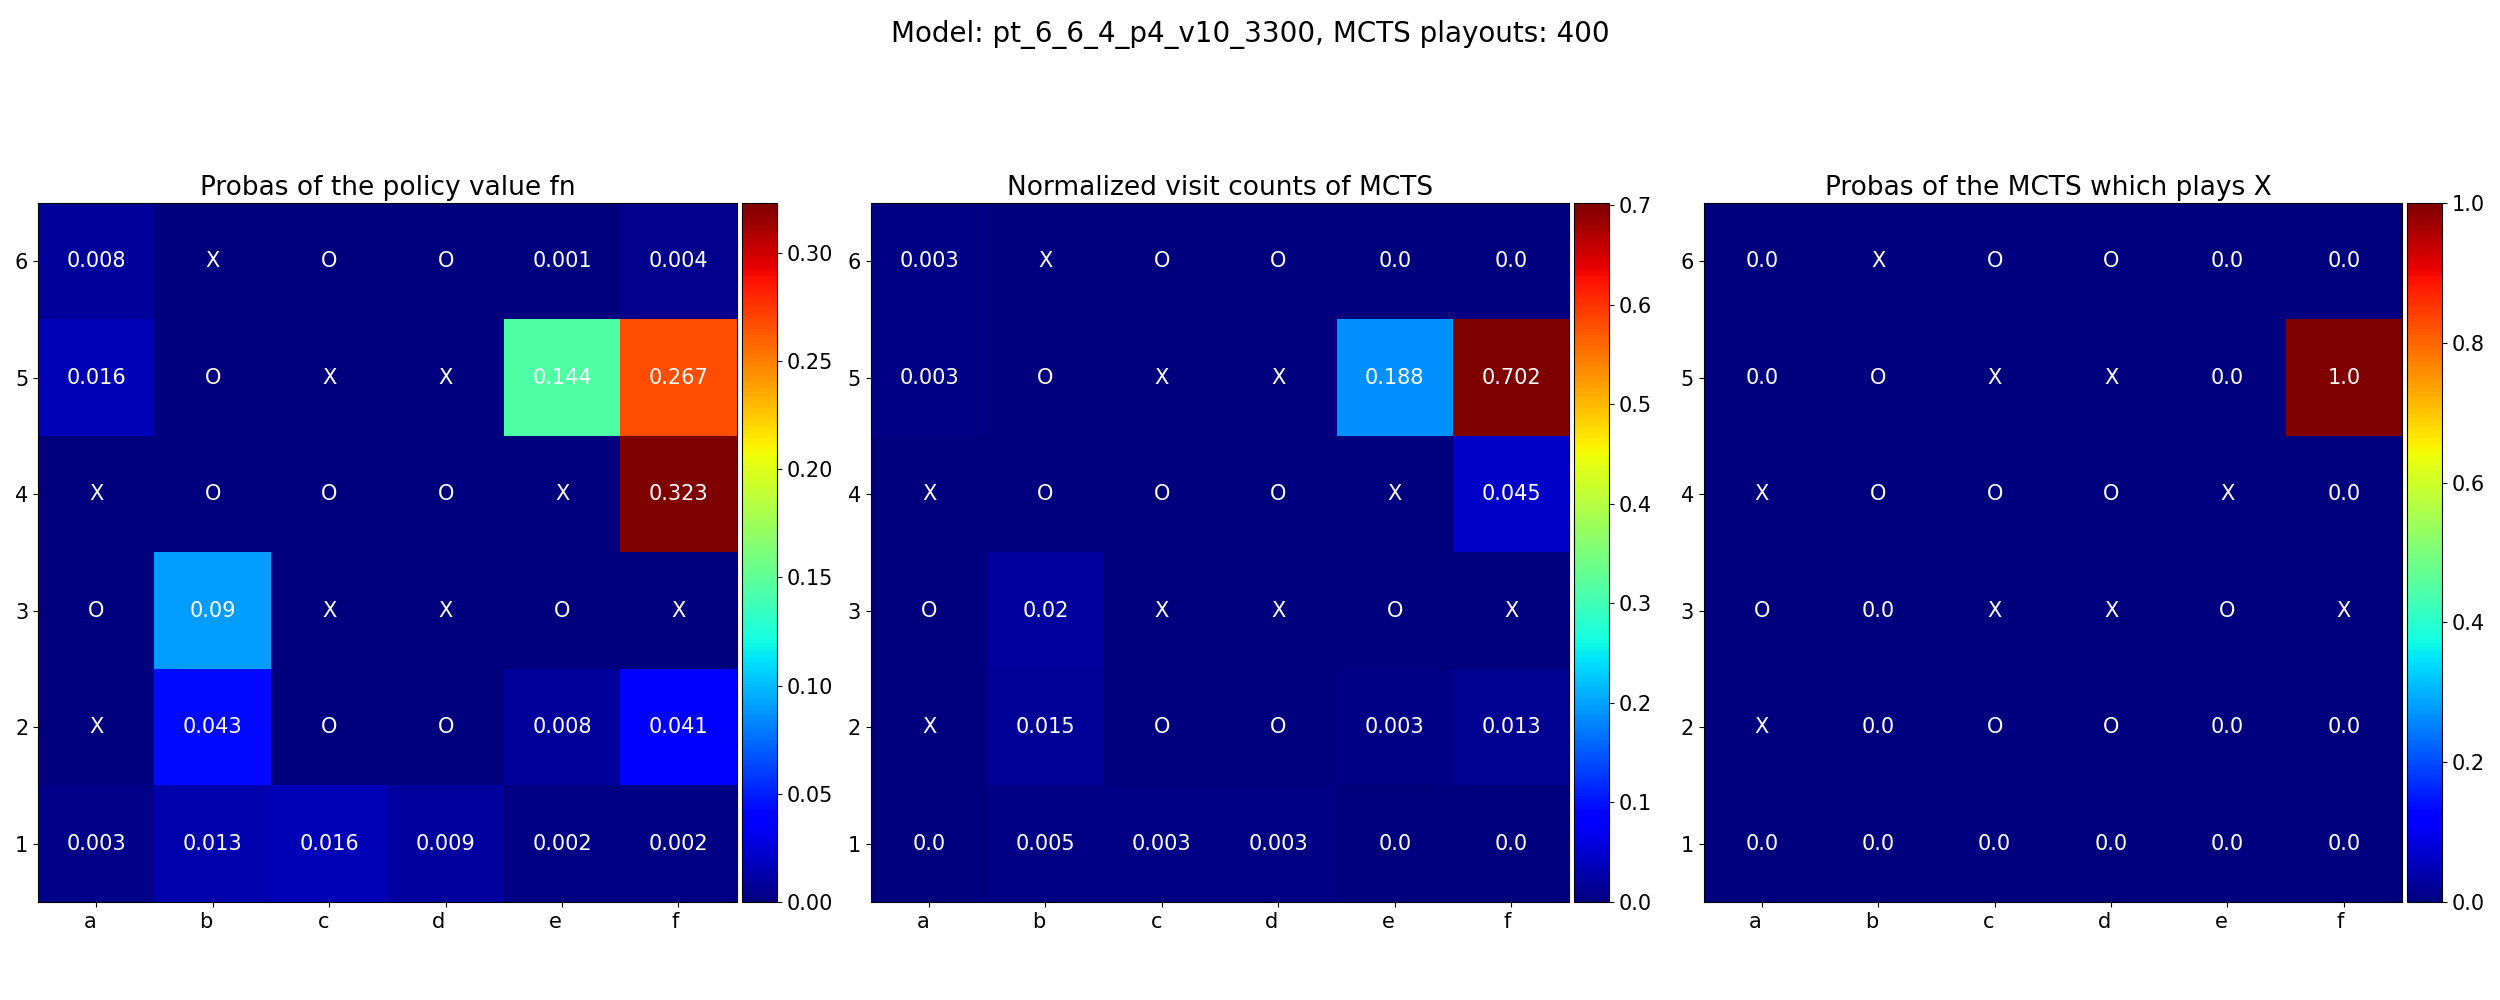 Model: pt_6_6_4_p4_v10_3300, MCTS playouts: 400
Probas of the policy value fn
6 0.008 X O O 0.001 0.004
5 0.016 O X X 0.144 0.267
4 X O O O X 0.323
3 O 0.09 X X O X
2 X 0.043 O O 0.008 0.041
1 0.003 0.013 0.016 0.009 0.002 0.002
a b c d e f
0.30
0.25
0.20
0.15
0.10
0.05
0.00
Normalized visit counts of MCTS
6 0.003 X O O 0.0 0.0
5 0.003 O X X 0.188 0.702
4 X O O O X 0.045
3 O 0.02 X X O X
2 X 0.015 O O 0.003 0.013
1 0.0 0.005 0.003 0.003 0.0 0.0
a b c d e f
0.7
0.6
0.5
0.4
0.3
0.2
0.1
0.0
Probas of the MCTS which plays X
6 0.0 X O O 0.0 0.0
5 0.0 O X X 0.0 1.0
4 X O O O X 0.0
3 O 0.0 X X O X
2 X 0.0 O O 0.0 0.0
1 0.0 0.0 0.0 0.0 0.0 0.0
a b c d e f
1.0
0.8
0.6
0.4
0.2
0.0